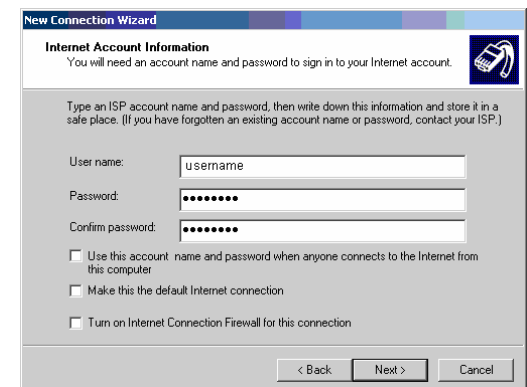 New Connection Wizard
Internet Account Information
You will need an account name and password to sign in to your Internet account.
Type an ISP account name and password, then write down this information and store it in a
safe place. (If you have forgotten an existing account name or password, contact your ISP.)
User name:
username
Password:
••••••••
Confirm password:
••••••••
Use this account name and password when anyone connects to the Internet from
this computer
Make this the default Internet connection
Turn on Internet Connection Firewall for this connection
< Back
Next >
Cancel